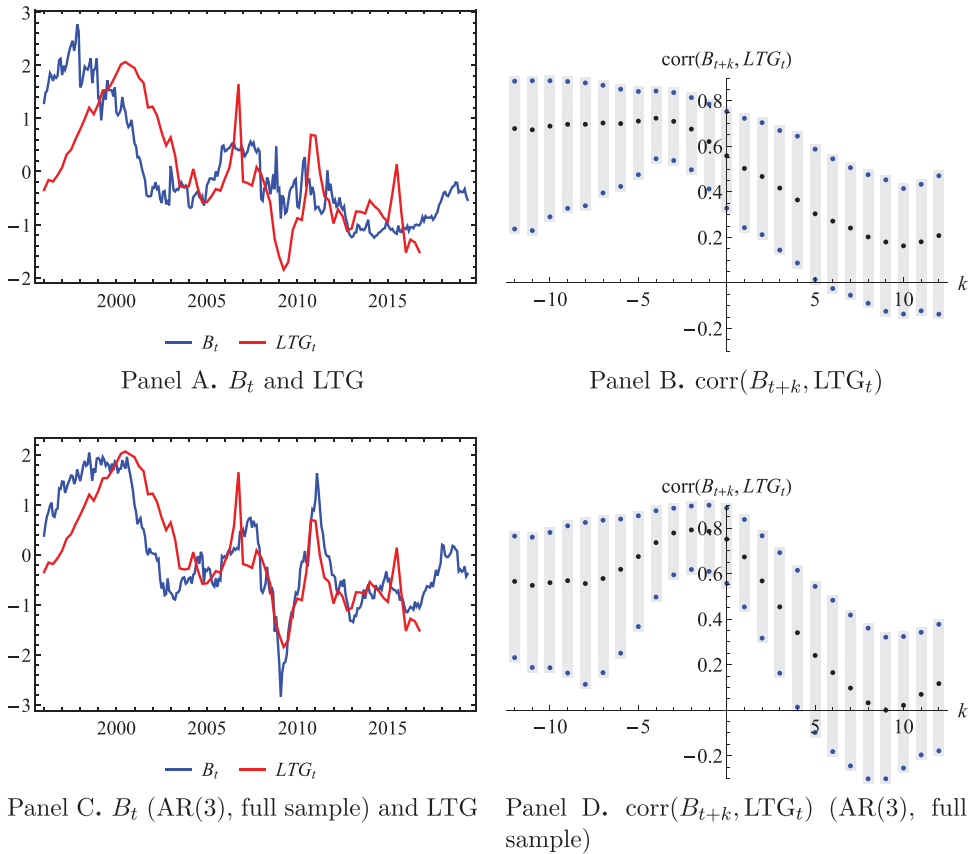 3
2
1
0
−1
−2
2000
2005
2010
2015
B_t
LTG_t
Panel A. B_t and LTG
corr(B_{t+k}, LTG_t)
0.8
0.6
0.4
0.2
−0.2
−10
−5
5
10
k
Panel B. corr(B_{t+k}, LTG_t)
2
1
0
−1
−2
−3
2000
2005
2010
2015
B_t
LTG_t
Panel C. B_t (AR(3), full sample) and LTG
corr(B_{t+k}, LTG_t)
0.8
0.6
0.4
0.2
−0.2
−10
−5
5
10
k
Panel D. corr(B_{t+k}, LTG_t) (AR(3), full
sample)